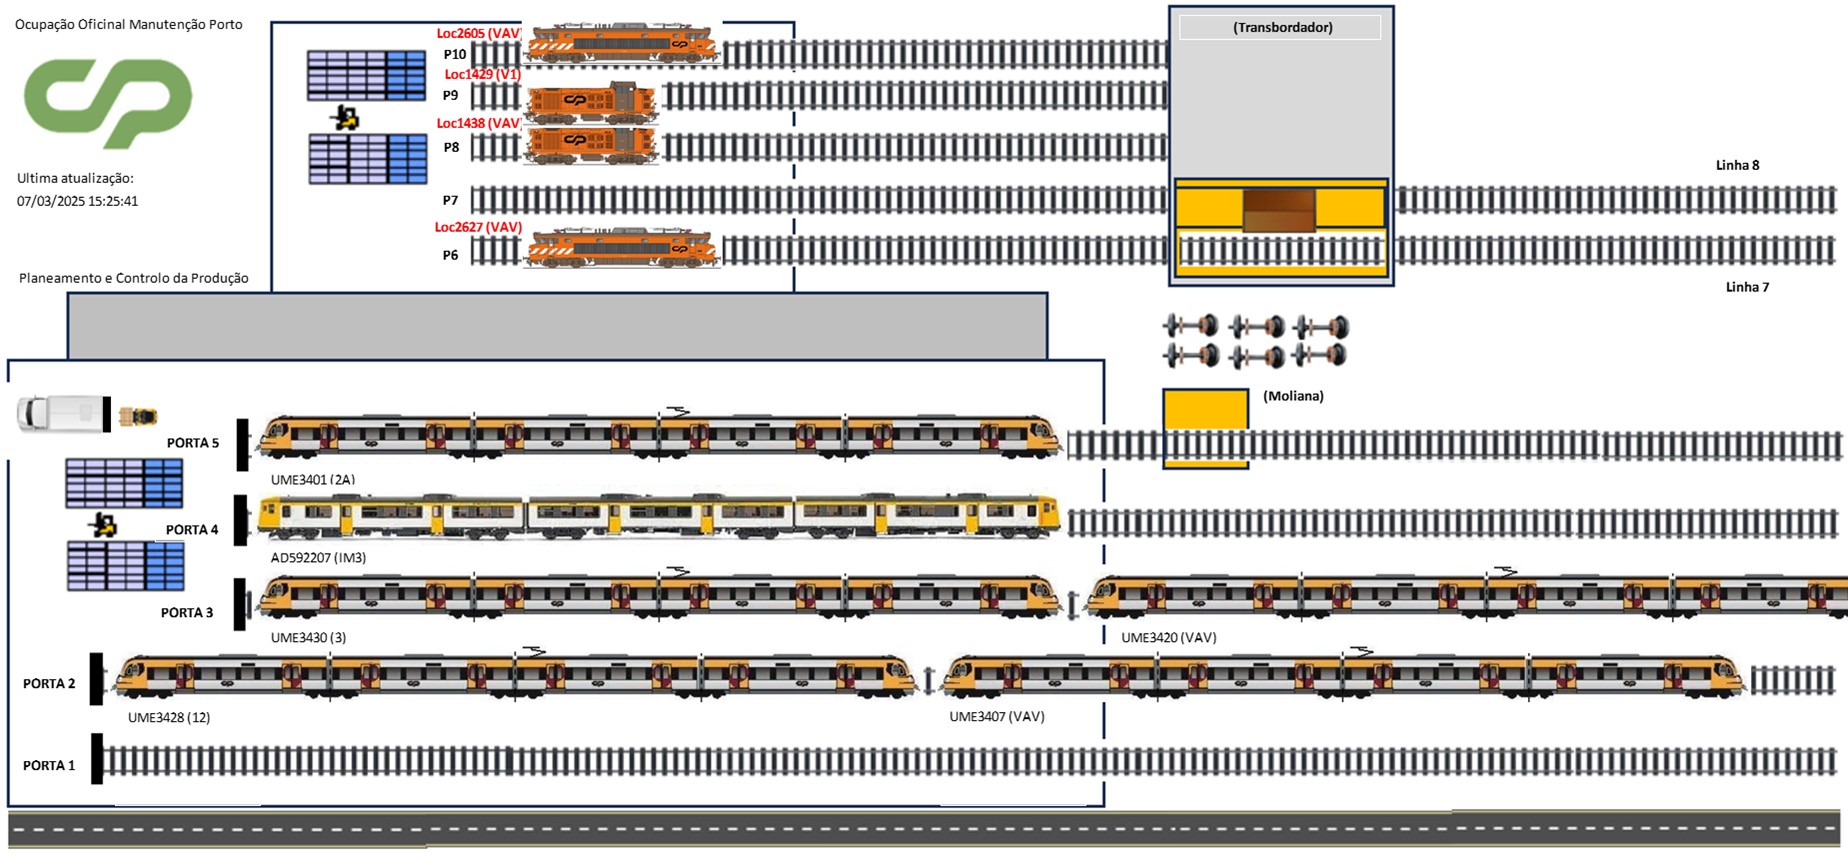 Ocupação Oficinal Manutenção Porto
CP
Ultima atualização:
07/03/2025 15:25:41
Planeamento e Controlo da Produção
Loc2605 (VAV)
P10
Loc1429 (V1)
P9
Loc1438 (VAV)
P8
P7
Loc2627 (VAV)
P6
(Transbordador)
Linha 8
Linha 7
(Moliana)
PORTA 5
UME3401 (2A)
PORTA 4
AD592207 (IM3)
PORTA 3
UME3430 (3)
UME3420 (VAV)
PORTA 2
UME3428 (12)
UME3407 (VAV)
PORTA 1